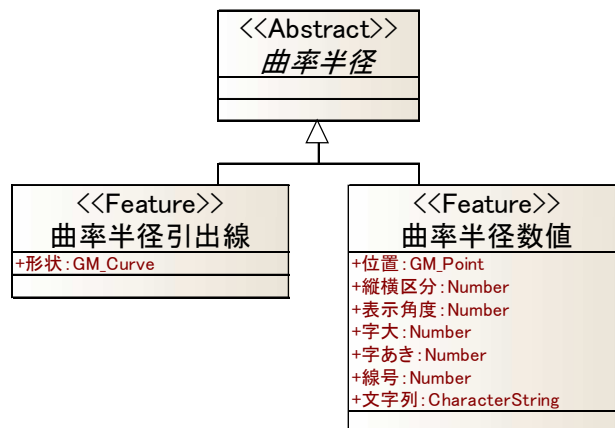 <<Abstract>>
曲率半径
<<Feature>>
曲率半径引出線
+形状:GM_Curve
<<Feature>>
曲率半径数値
+位置:GM_Point
+縦横区分:Number
+表示角度:Number
+字大:Number
+字あき:Number
+線号:Number
+文字列:CharacterString